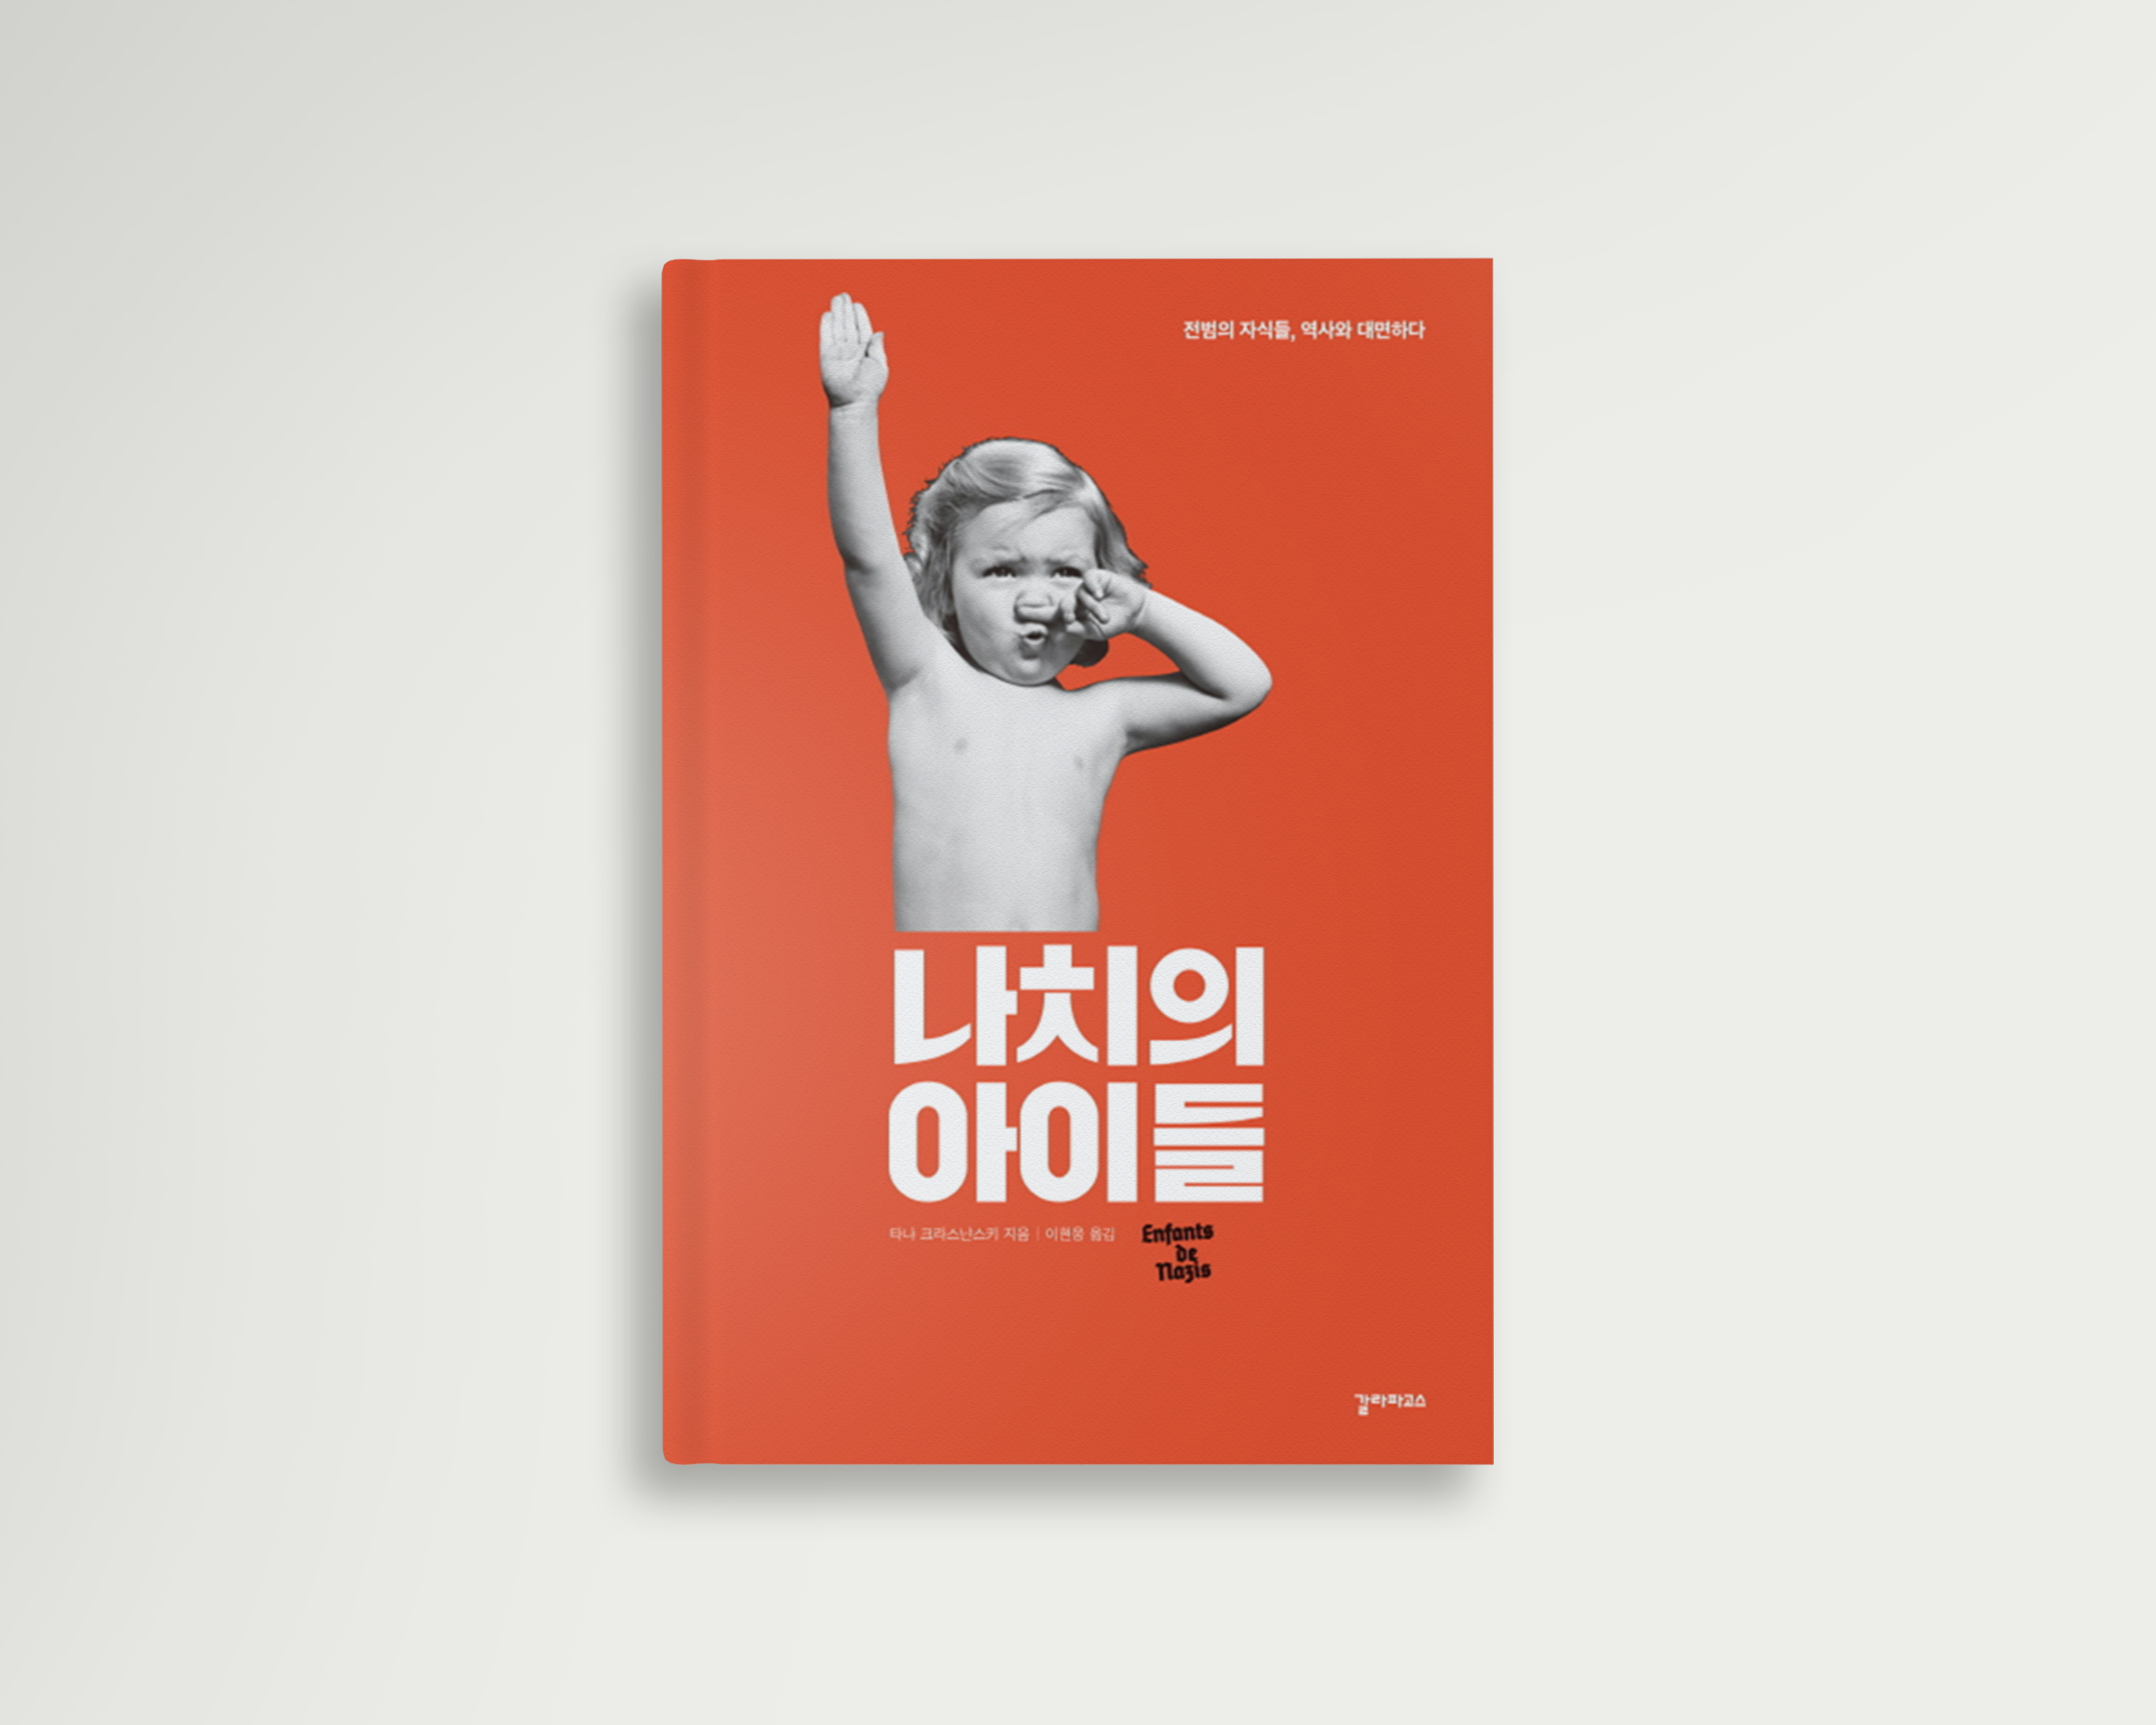 전범의 자식들, 역사와 대면하다
나치의
아이들
타냐 크라스냔스키 지음 | 이현웅 옮김
Enfants
de
Nazis
갈라파고스